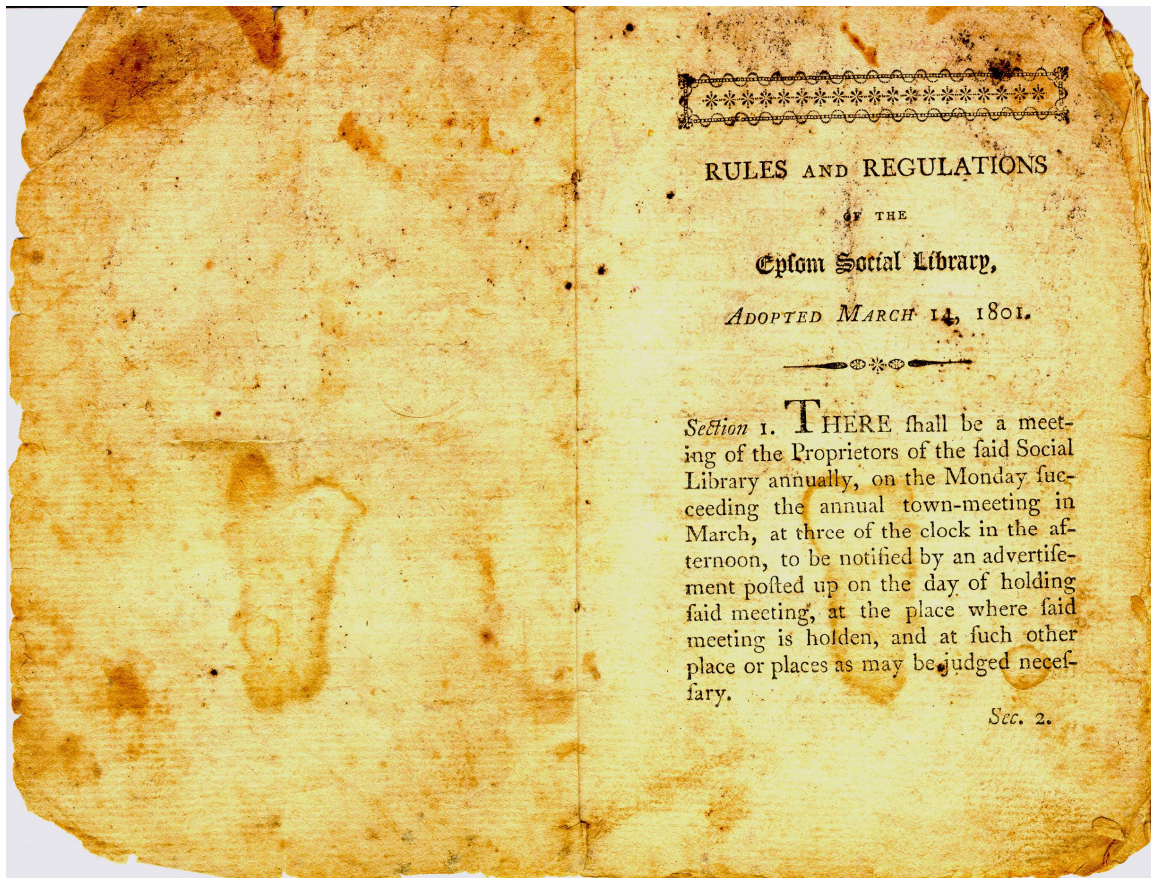 RULES AND REGULATIONS
OF THE
Epſom Social Library,
ADOPTED MARCH 14, 1801.
Section 1. THERE ſhall be a meet-
ing of the Proprietors of the ſaid Social
Library annually, on the Monday ſuc-
ceeding the annual town-meeting in
March, at three of the clock in the af-
ternoon, to be notified by an advertiſe-
ment poſted up on the day of holding
ſaid meeting, at the place where ſaid
meeting is holden, and at ſuch other
place or places as may be judged neceſ-
ſary.
Sec. 2.